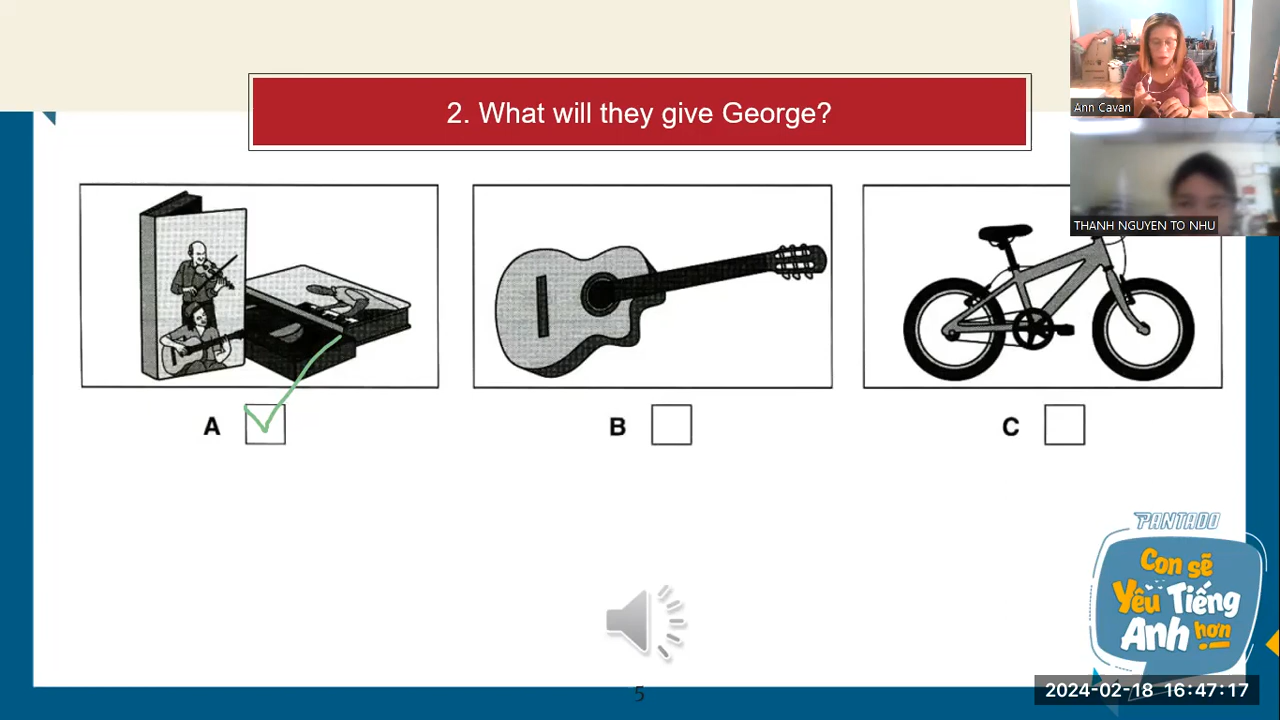 2. What will they give George?
Ann Cavan
THANH NGUYEN TO NHU
A
B
C
PANTADO
Con sẽ
Yêu Tiếng
Anh hơn
5
2024-02-18 16:47:17